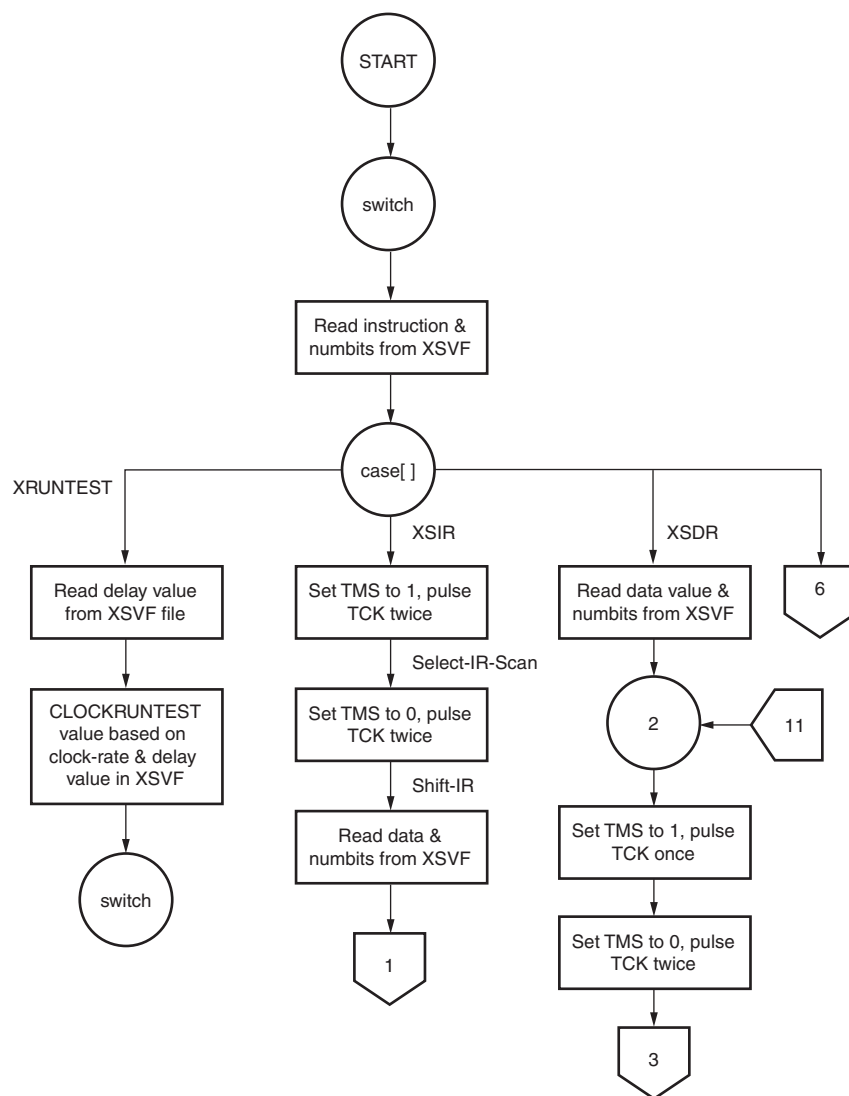 START
switch
Read instruction &
numbits from XSVF
case[ ]
XRUNTEST
XSIR
XSDR
Read delay value
from XSVF file
Set TMS to 1, pulse
TCK twice
Read data value &
numbits from XSVF
6
Select-IR-Scan
CLOCKRUNTEST
value based on
clock-rate & delay
value in XSVF
Set TMS to 0, pulse
TCK twice
2
11
Shift-IR
Read data &
numbits from XSVF
Set TMS to 1, pulse
TCK once
switch
1
Set TMS to 0, pulse
TCK twice
3